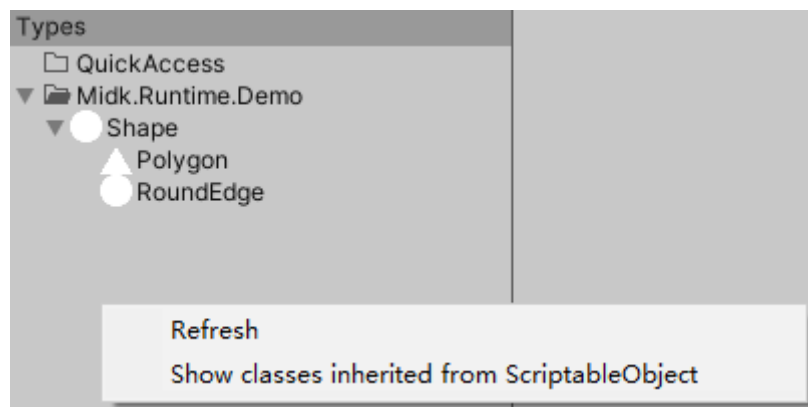 Types
QuickAccess
Midk.Runtime.Demo
Shape
Polygon
RoundEdge
Refresh
Show classes inherited from ScriptableObject